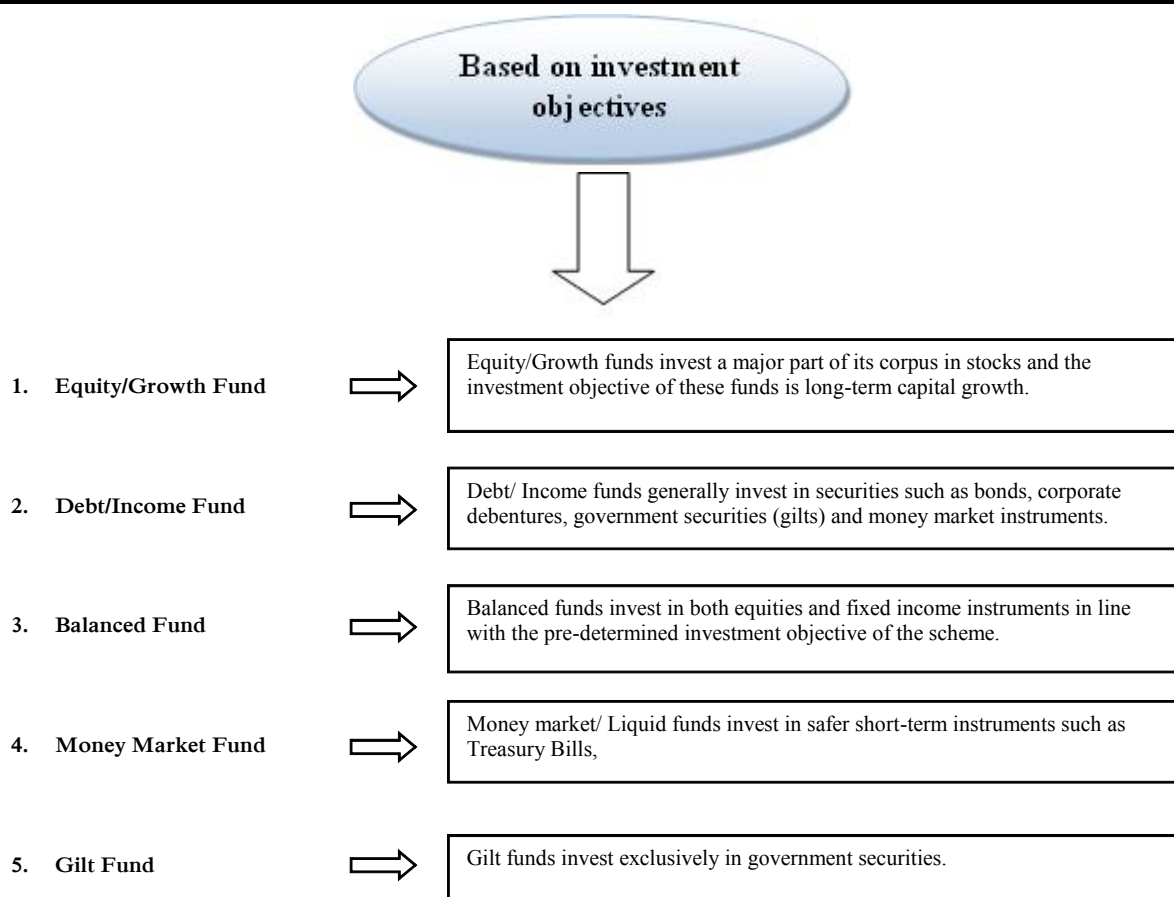 Based on investment
objectives
1. Equity/Growth Fund
Equity/Growth funds invest a major part of its corpus in stocks and the
investment objective of these funds is long-term capital growth.
2. Debt/Income Fund
Debt/ Income funds generally invest in securities such as bonds, corporate
debentures, government securities (gilts) and money market instruments.
3. Balanced Fund
Balanced funds invest in both equities and fixed income instruments in line
with the pre-determined investment objective of the scheme.
4. Money Market Fund
Money market/ Liquid funds invest in safer short-term instruments such as
Treasury Bills,
5. Gilt Fund
Gilt funds invest exclusively in government securities.